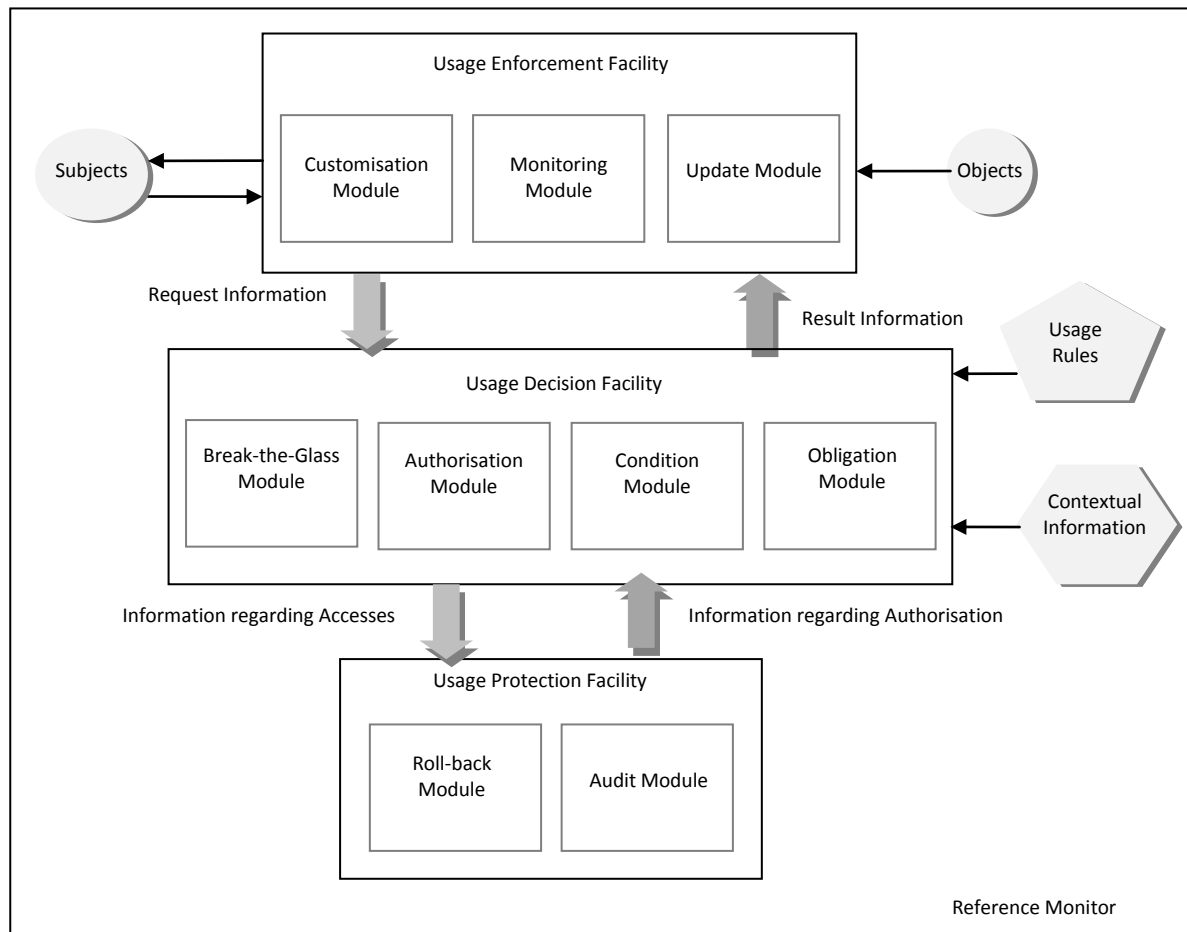 Usage Enforcement Facility
Subjects
Customisation
Module
Monitoring
Module
Update Module
Objects
Request Information
Result Information
Usage
Rules
Usage Decision Facility
Break-the-Glass
Module
Authorisation
Module
Condition
Module
Obligation
Module
Contextual
Information
Information regarding Accesses
Information regarding Authorisation
Usage Protection Facility
Roll-back
Module
Audit Module
Reference Monitor